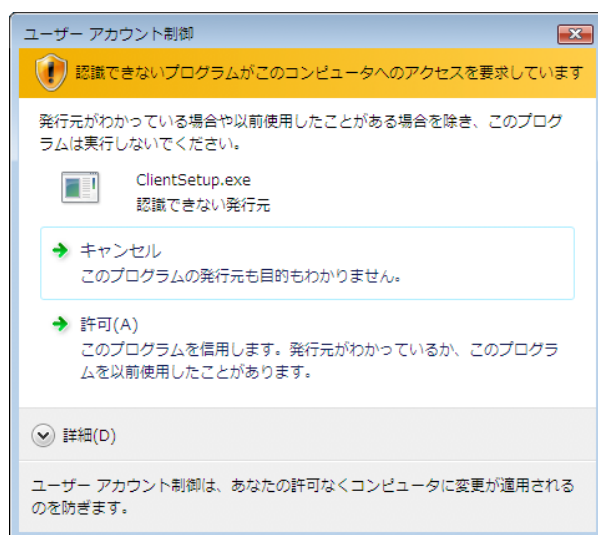 ユーザー アカウント制御
認識できないプログラムがこのコンピュータへのアクセスを要求しています
発行元がわかっている場合や以前使用したことがある場合を除き、このプログ
ラムは実行しないでください。
ClientSetup.exe
認識できない発行元
キャンセル
このプログラムの発行元も目的もわかりません。
許可(A)
このプログラムを信用します。発行元がわかっているか、このプログラ
ムを以前使用したことがあります。
詳細(D)
ユーザー アカウント制御は、あなたの許可なくコンピュータに変更が適用される
のを防ぎます。